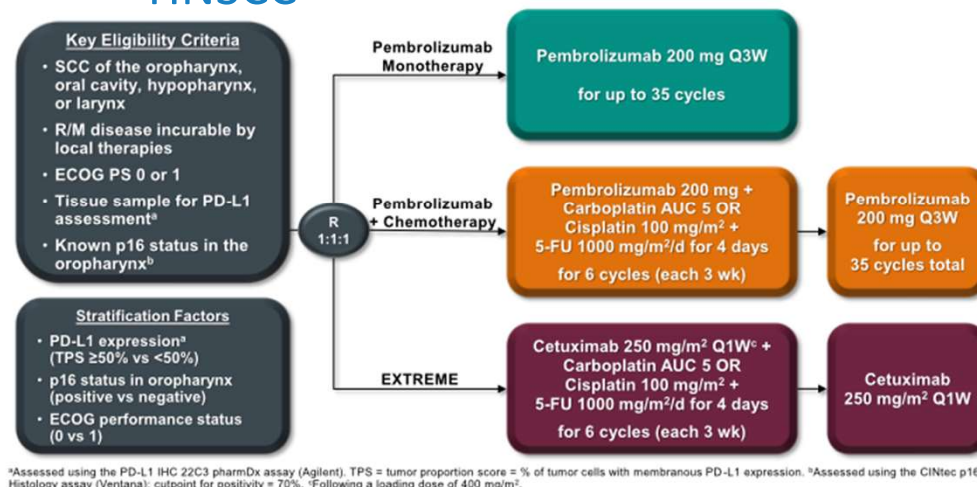 HNSCC
Key Eligibility Criteria
• SCC of the oropharynx,
oral cavity, hypopharynx,
or larynx
• R/M disease incurable by
local therapies
• ECOG PS 0 or 1
• Tissue sample for PD-L1
assessmentᵃ
• Known p16 status in the
oropharynxᵇ
Stratification Factors
• PD-L1 expressionᵃ
(TPS ≥50% vs <50%)
• p16 status in oropharynx
(positive vs negative)
• ECOG performance status
(0 vs 1)
R
1:1:1
Pembrolizumab
Monotherapy
Pembrolizumab 200 mg Q3W
for up to 35 cycles
Pembrolizumab
+ Chemotherapy
Pembrolizumab 200 mg +
Carboplatin AUC 5 OR
Cisplatin 100 mg/m² +
5-FU 1000 mg/m²/d for 4 days
for 6 cycles (each 3 wk)
Pembrolizumab
200 mg Q3W
for up to
35 cycles total
EXTREME
Cetuximab 250 mg/m² Q1Wᶜ +
Carboplatin AUC 5 OR
Cisplatin 100 mg/m² +
5-FU 1000 mg/m²/d for 4 days
for 6 cycles (each 3 wk)
Cetuximab
250 mg/m² Q1W
ᵃAssessed using the PD-L1 IHC 22C3 pharmDx assay (Agilent). TPS = tumor proportion score = % of tumor cells with membranous PD-L1 expression. ᵇAssessed using the CINtec p16
Histology assay (Ventana); cutpoint for positivity = 70%. ᶜFollowing a loading dose of 400 mg/m².